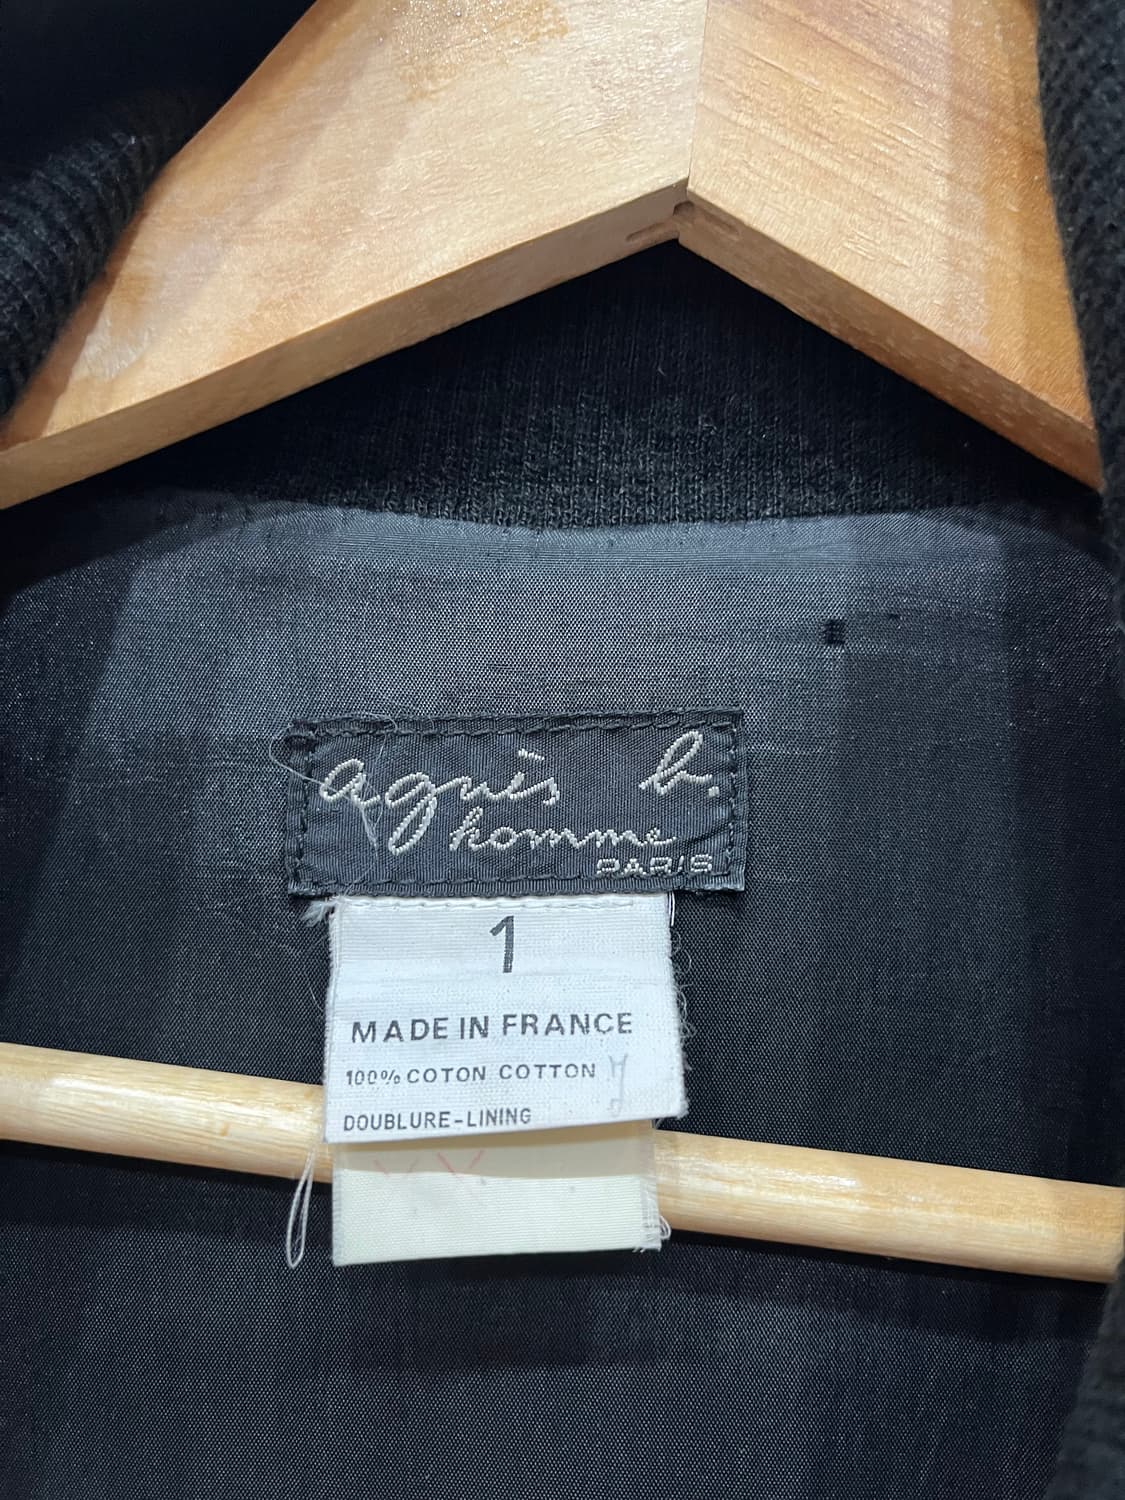 agnès b.
homme
PARIS
1
MADE IN FRANCE
100% COTON COTTON
DOUBLURE-LINING